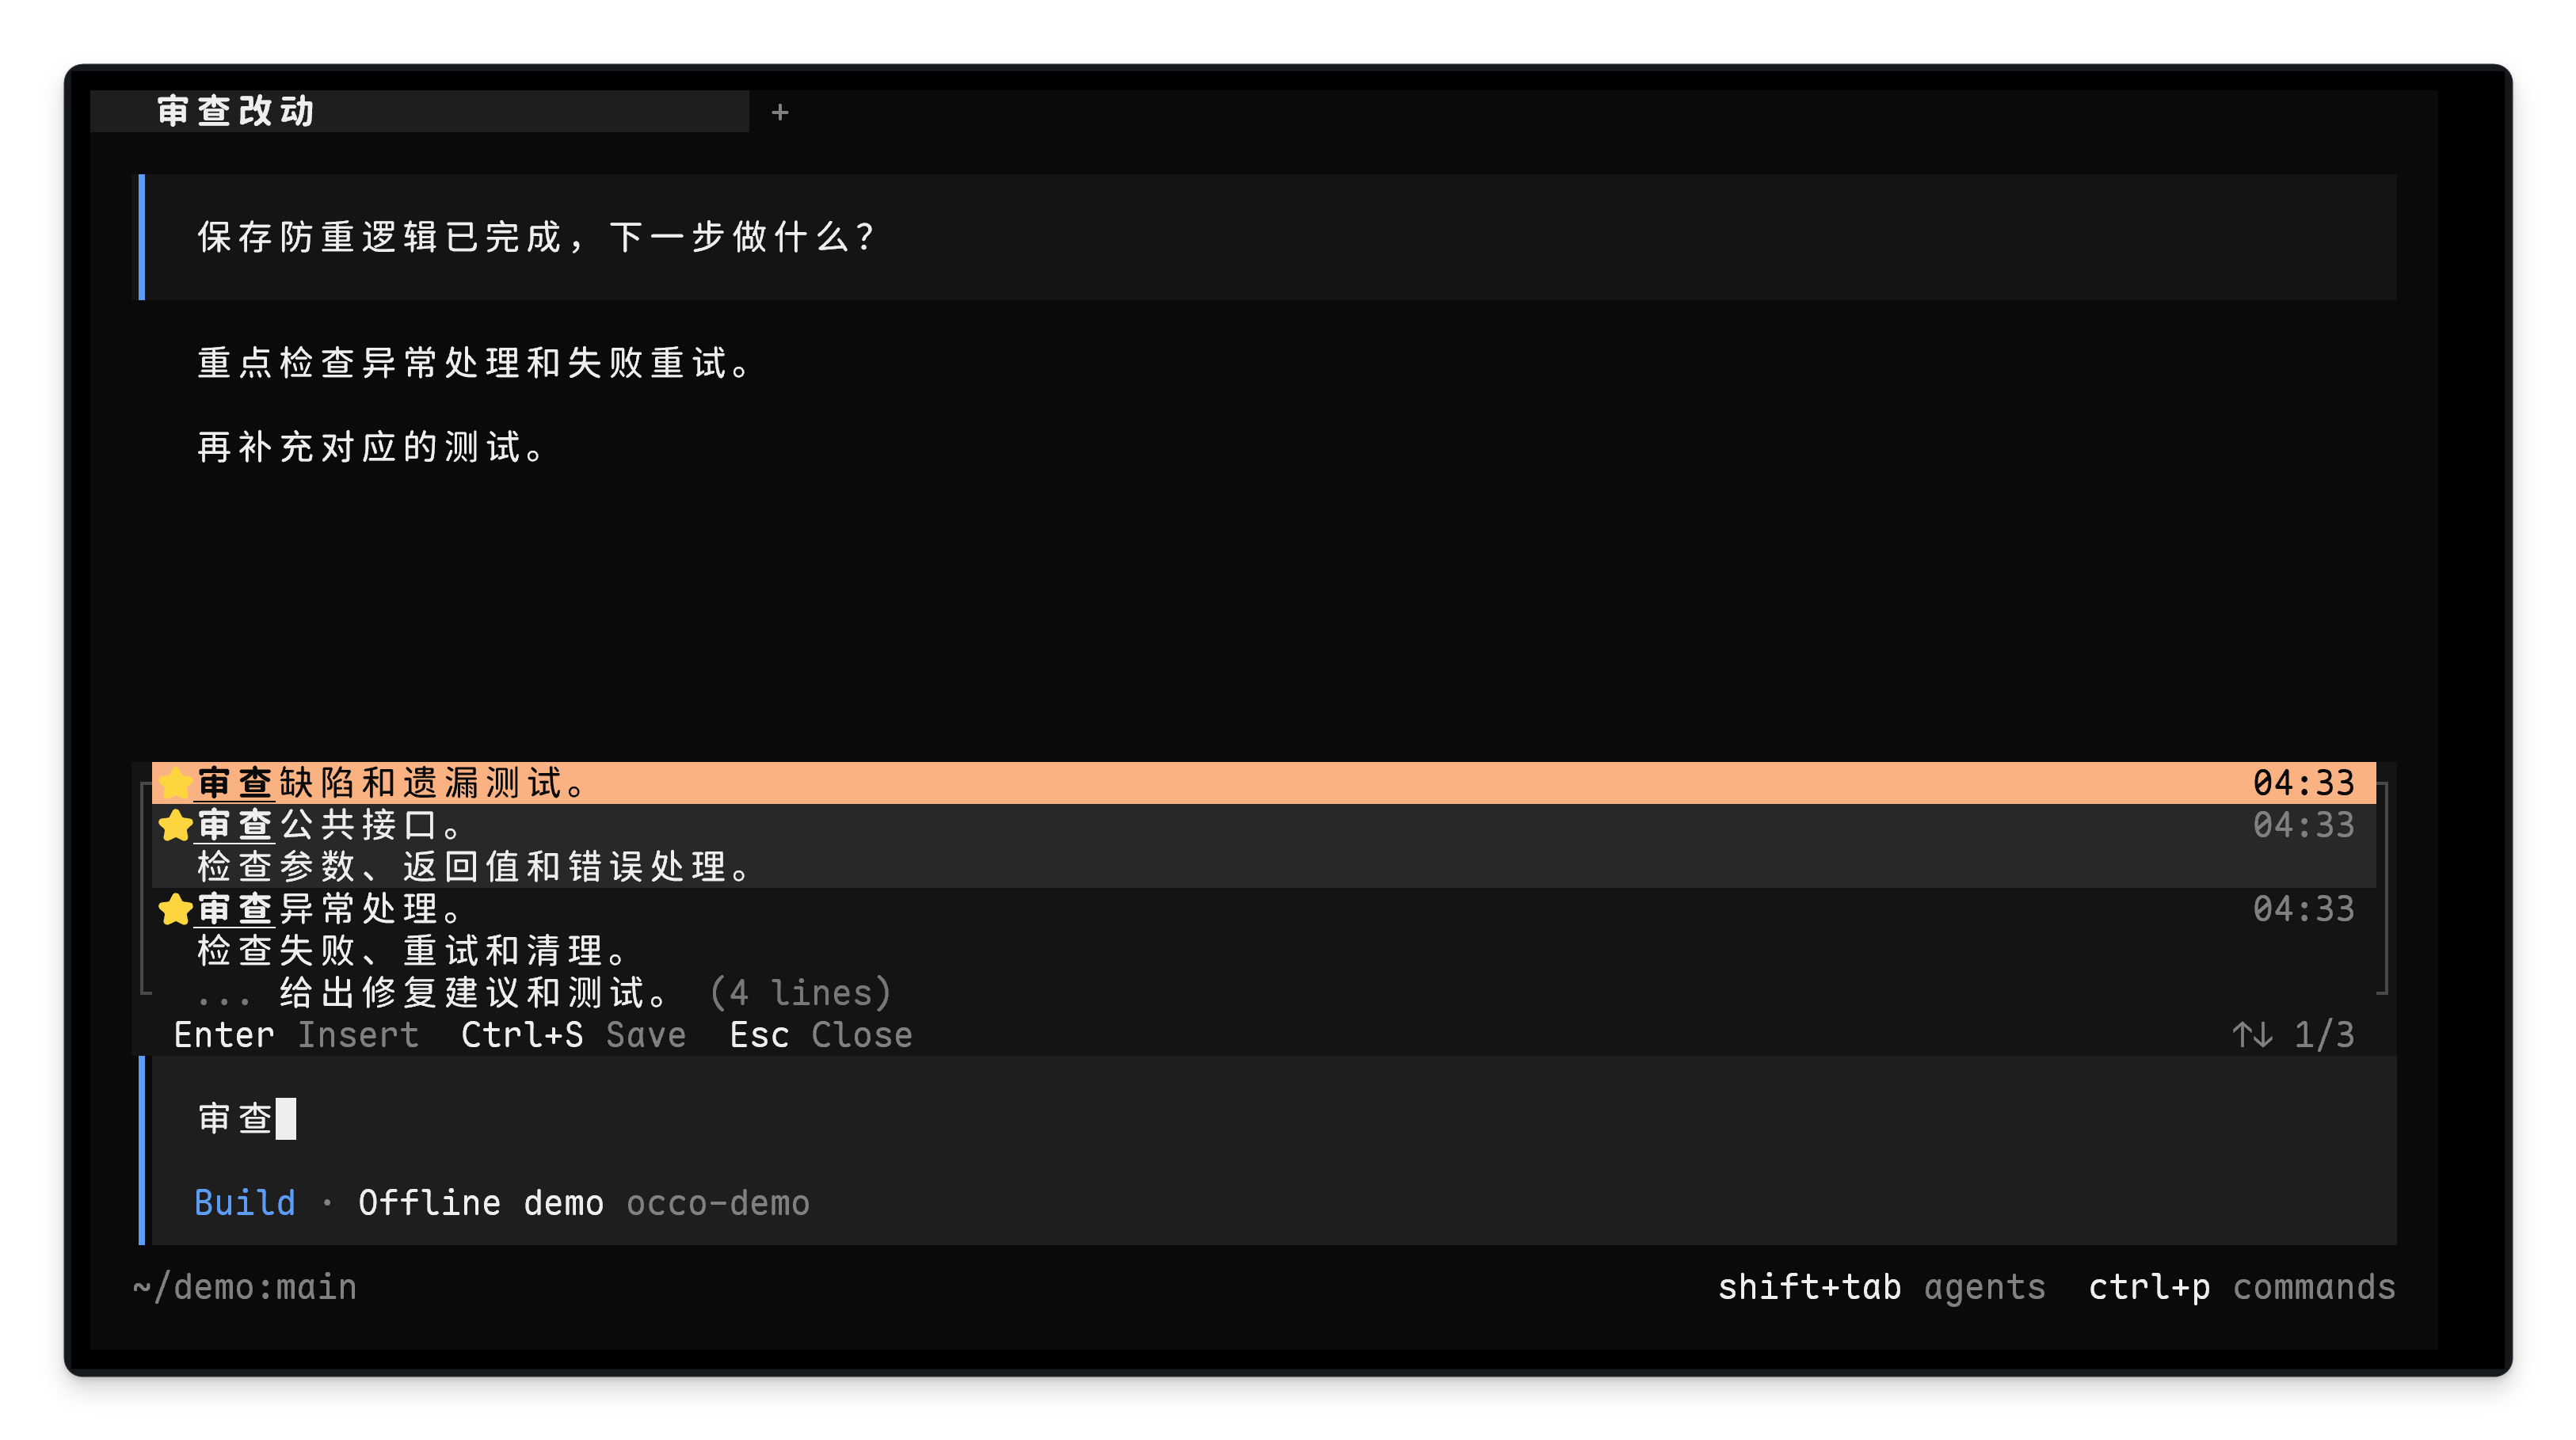 审查改动 +
保存防重逻辑已完成，下一步做什么？
重点检查异常处理和失败重试。
再补充对应的测试。
⭐审查缺陷和遗漏测试。 04:33
⭐审查公共接口。 04:33
检查参数、返回值和错误处理。
⭐审查异常处理。 04:33
检查失败、重试和清理。
... 给出修复建议和测试。 (4 lines)
Enter Insert Ctrl+S Save Esc Close ↑↓ 1/3
审查
Build · Offline demo occo-demo
~/demo:main shift+tab agents ctrl+p commands